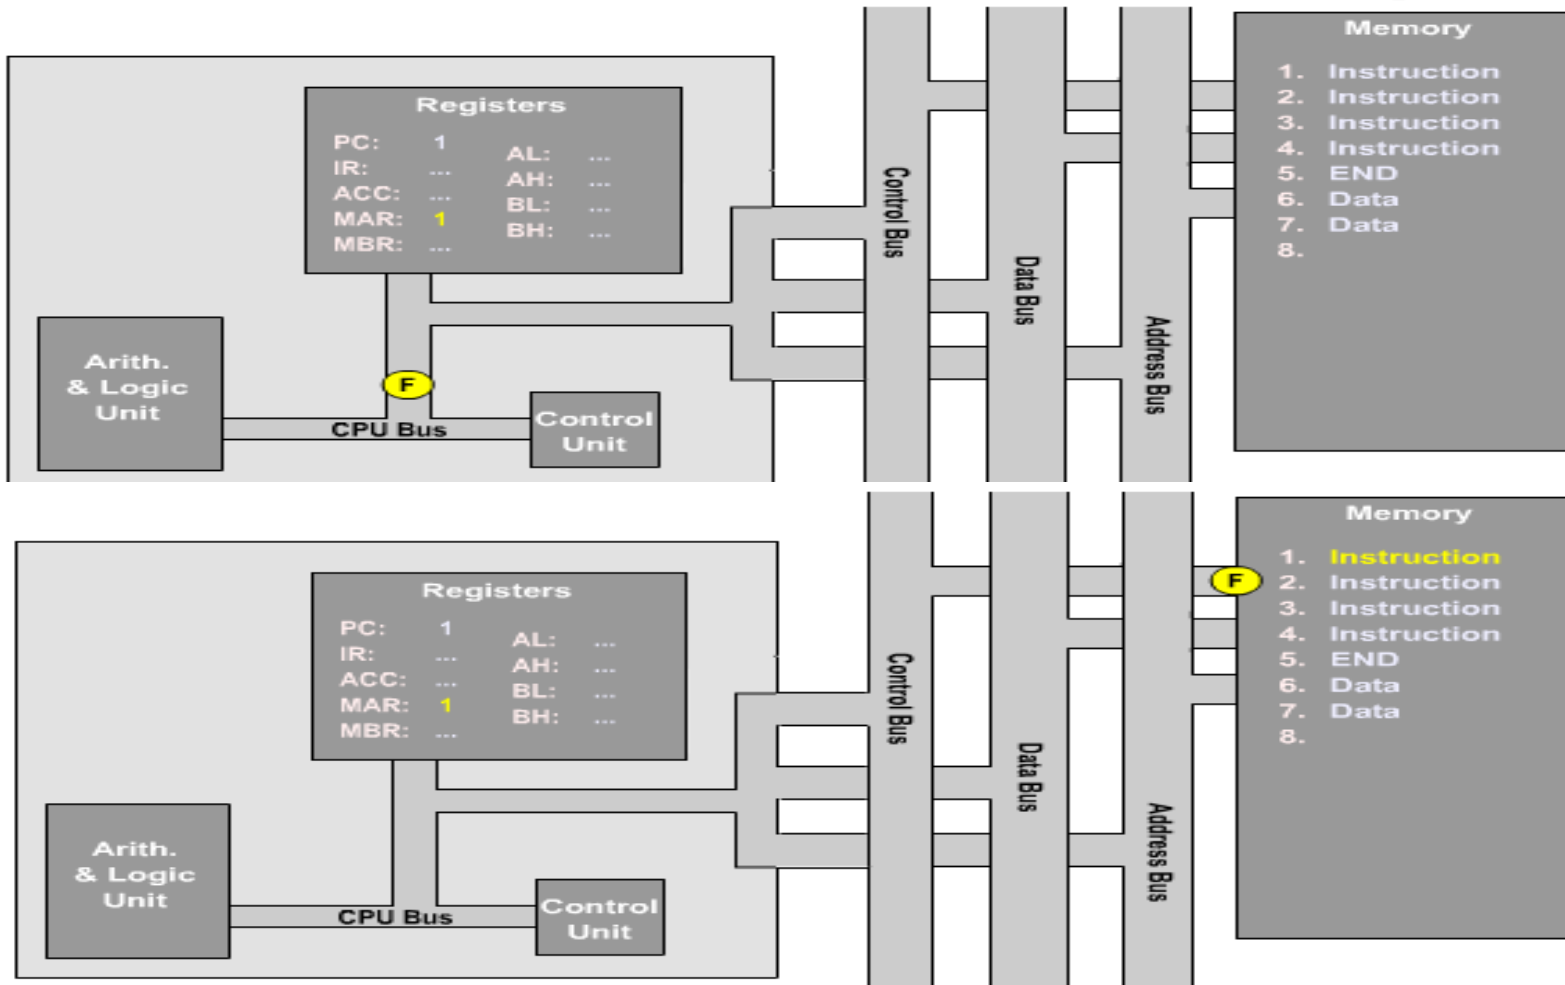 Memory
1. Instruction
2. Instruction
3. Instruction
4. Instruction
5. END
6. Data
7. Data
8.
Registers
PC: 1
IR: ...
ACC: ...
MAR: 1
MBR: ...
AL: ...
AH: ...
BL: ...
BH: ...
Control Bus
Data Bus
Address Bus
Arith.
& Logic
Unit
F
CPU Bus
Control
Unit
Memory
1. Instruction
2. Instruction
3. Instruction
4. Instruction
5. END
6. Data
7. Data
8.
F
Registers
PC: 1
IR: ...
ACC: ...
MAR: 1
MBR: ...
AL: ...
AH: ...
BL: ...
BH: ...
Control Bus
Data Bus
Address Bus
Arith.
& Logic
Unit
CPU Bus
Control
Unit